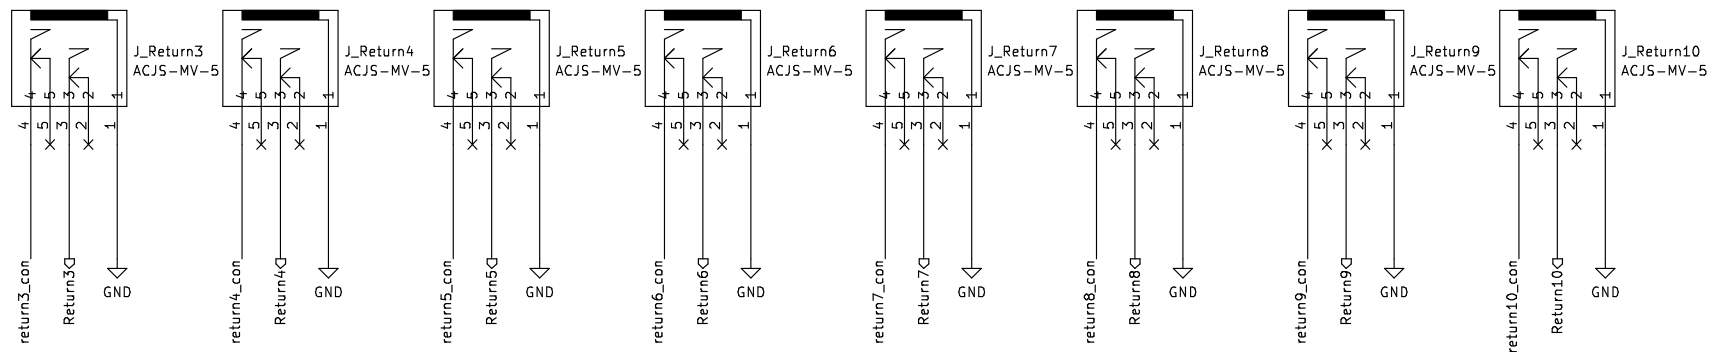 J_Return3
ACJS-MV-5
4 5 3 2 1
4 5 3 2 1
return3_con
Return3
GND
J_Return4
ACJS-MV-5
4 5 3 2 1
4 5 3 2 1
return4_con
Return4
GND
J_Return5
ACJS-MV-5
4 5 3 2 1
4 5 3 2 1
return5_con
Return5
GND
J_Return6
ACJS-MV-5
4 5 3 2 1
4 5 3 2 1
return6_con
Return6
GND
J_Return7
ACJS-MV-5
4 5 3 2 1
4 5 3 2 1
return7_con
Return7
GND
J_Return8
ACJS-MV-5
4 5 3 2 1
4 5 3 2 1
return8_con
Return8
GND
J_Return9
ACJS-MV-5
4 5 3 2 1
4 5 3 2 1
return9_con
Return9
GND
J_Return10
ACJS-MV-5
4 5 3 2 1
4 5 3 2 1
return10_con
Return10
GND